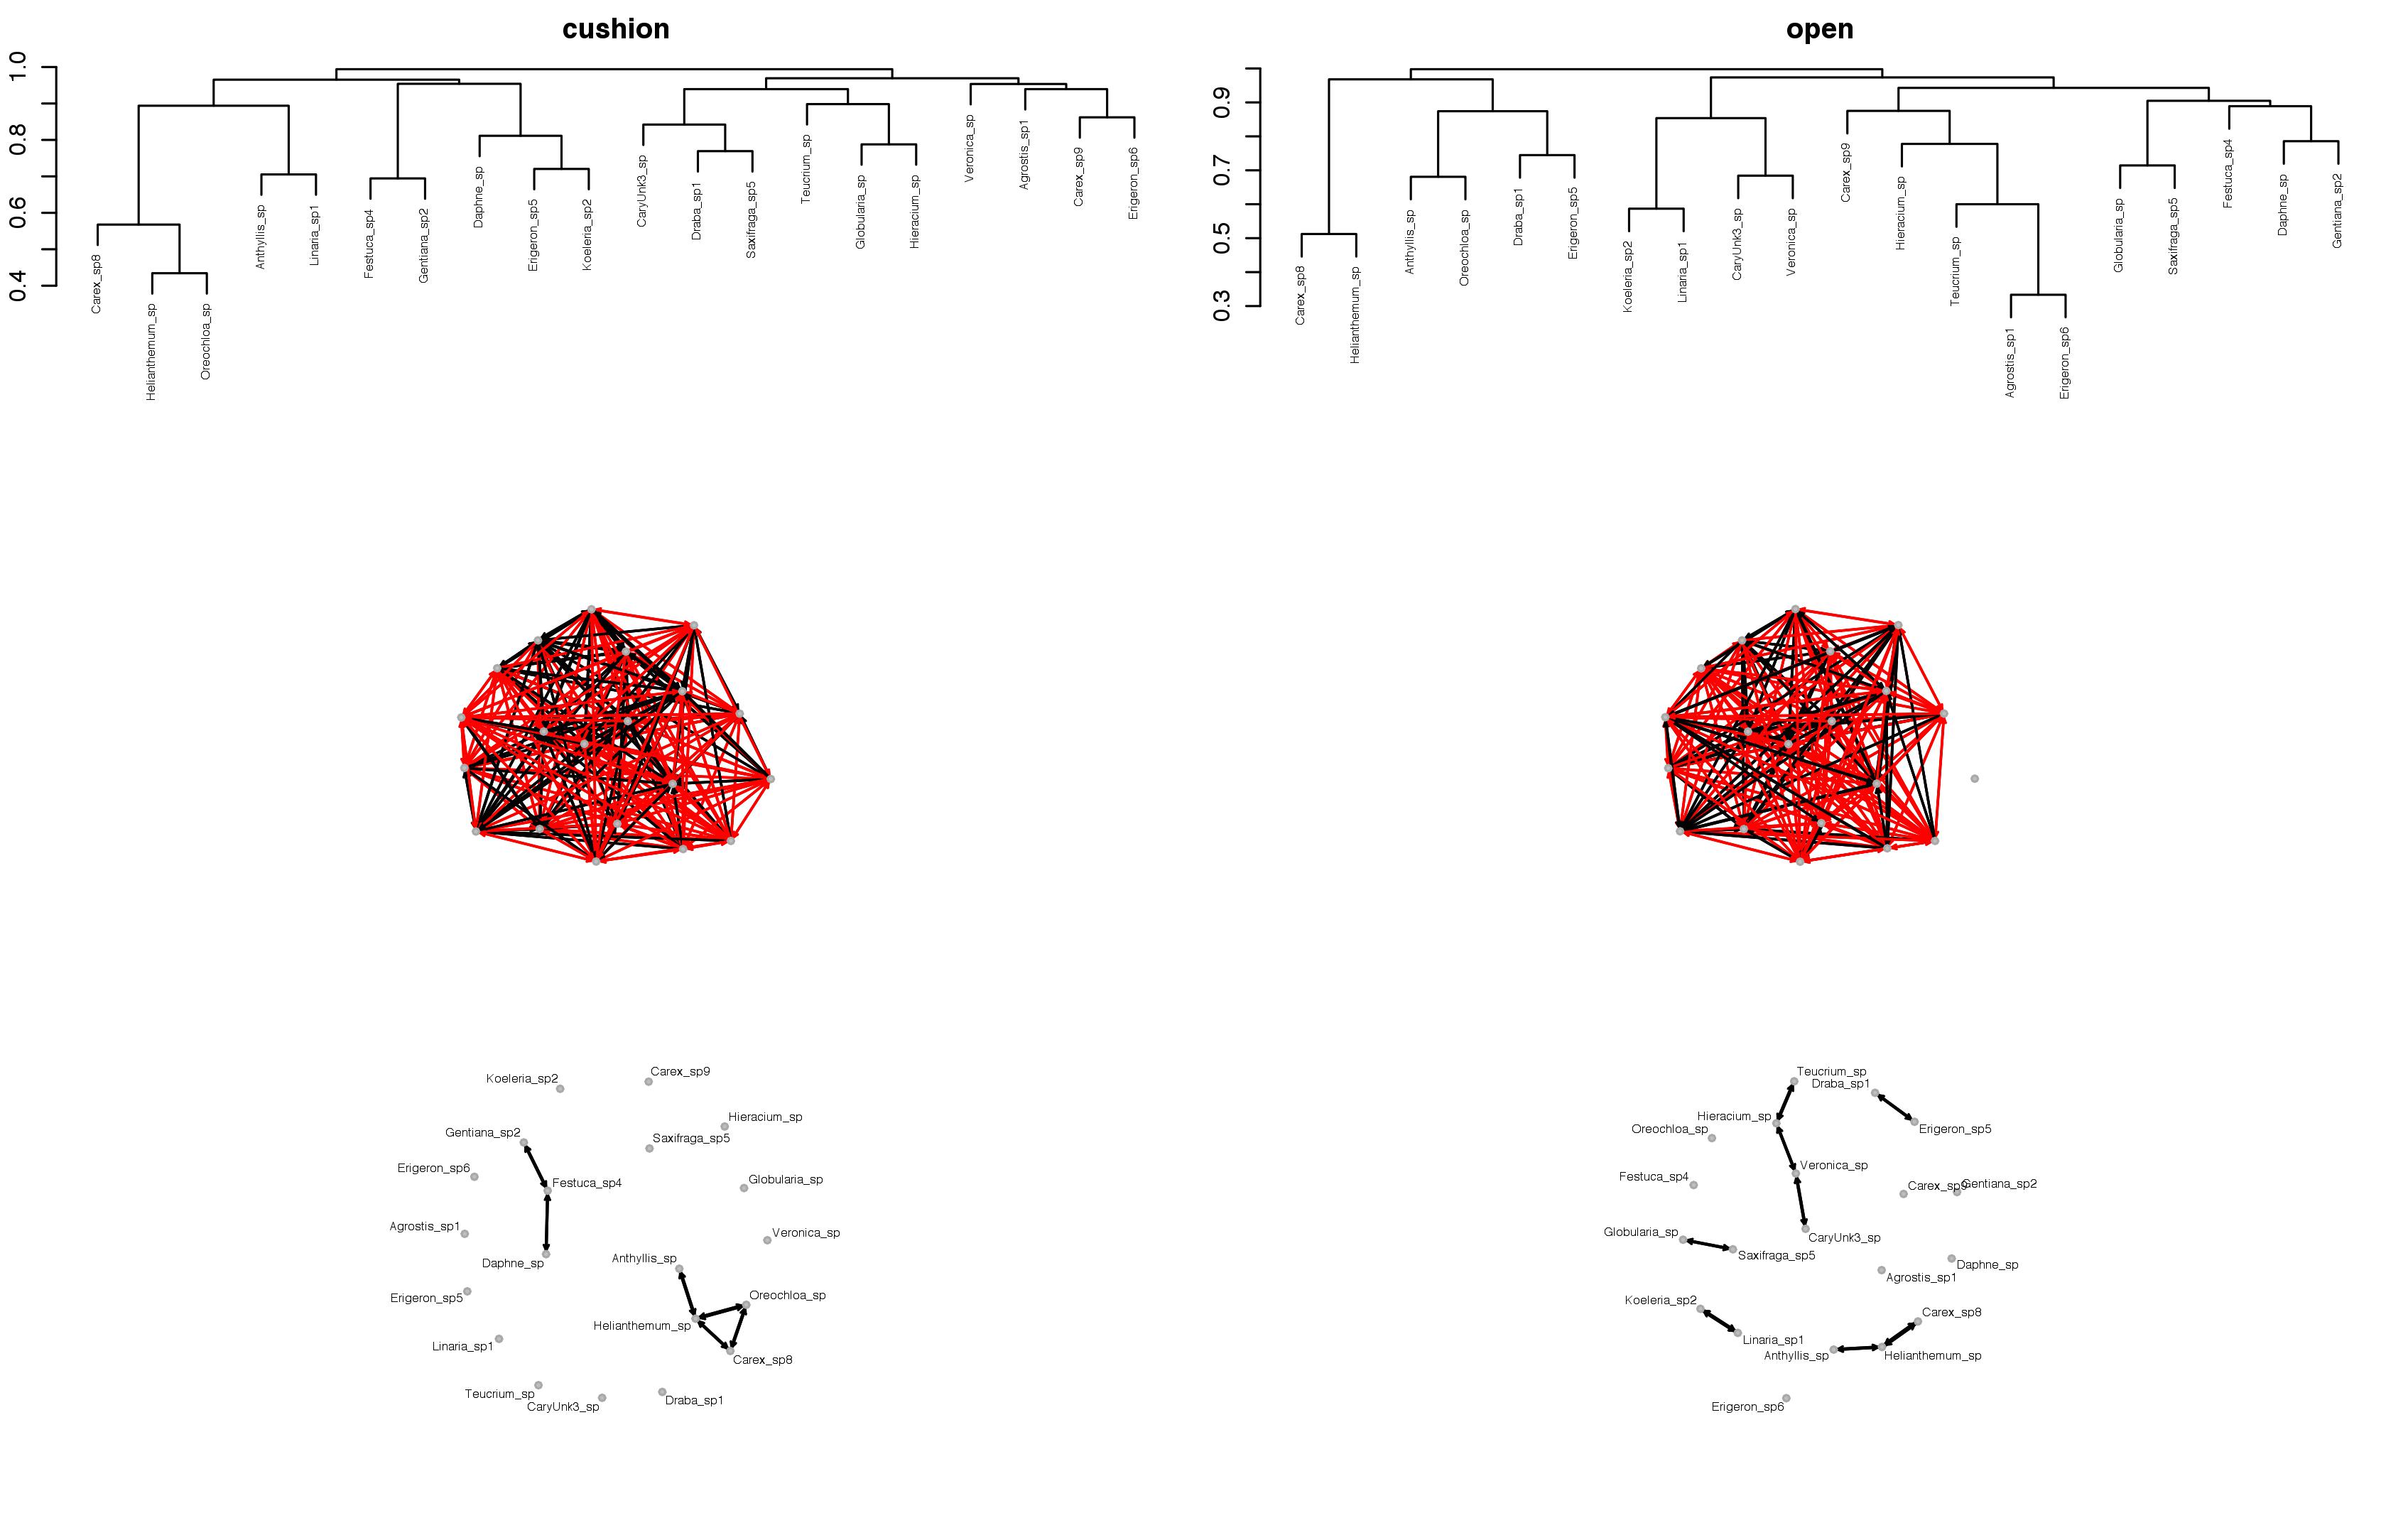 cushion
1.0
0.8
0.6
0.4
Carex_sp8
Helianthemum_sp
Oreochloa_sp
Anthyllis_sp
Linaria_sp1
Festuca_sp4
Gentiana_sp2
Daphne_sp
Erigeron_sp5
Koeleria_sp2
CaryUnk3_sp
Draba_sp1
Saxifraga_sp5
Teucrium_sp
Globularia_sp
Hieracium_sp
Veronica_sp
Agrostis_sp1
Carex_sp9
Erigeron_sp6
open
0.9
0.7
0.5
0.3
Carex_sp8
Helianthemum_sp
Anthyllis_sp
Oreochloa_sp
Draba_sp1
Erigeron_sp5
Koeleria_sp2
Linaria_sp1
CaryUnk3_sp
Veronica_sp
Carex_sp9
Hieracium_sp
Teucrium_sp
Agrostis_sp1
Erigeron_sp6
Globularia_sp
Saxifraga_sp5
Festuca_sp4
Daphne_sp
Gentiana_sp2
Carex_sp9
Koeleria_sp2
Hieracium_sp
Gentiana_sp2
Saxifraga_sp5
Erigeron_sp6
Festuca_sp4
Globularia_sp
Agrostis_sp1
Veronica_sp
Anthyllis_sp
Daphne_sp
Erigeron_sp5
Oreochloa_sp
Helianthemum_sp
Linaria_sp1
Carex_sp8
Teucrium_sp
CaryUnk3_sp
Draba_sp1
Teucrium_sp
Draba_sp1
Hieracium_sp
Oreochloa_sp
Erigeron_sp5
Veronica_sp
Festuca_sp4
Carex_sp9
Gentiana_sp2
Globularia_sp
CaryUnk3_sp
Saxifraga_sp5
Daphne_sp
Agrostis_sp1
Koeleria_sp2
Carex_sp8
Linaria_sp1
Anthyllis_sp
Helianthemum_sp
Erigeron_sp6